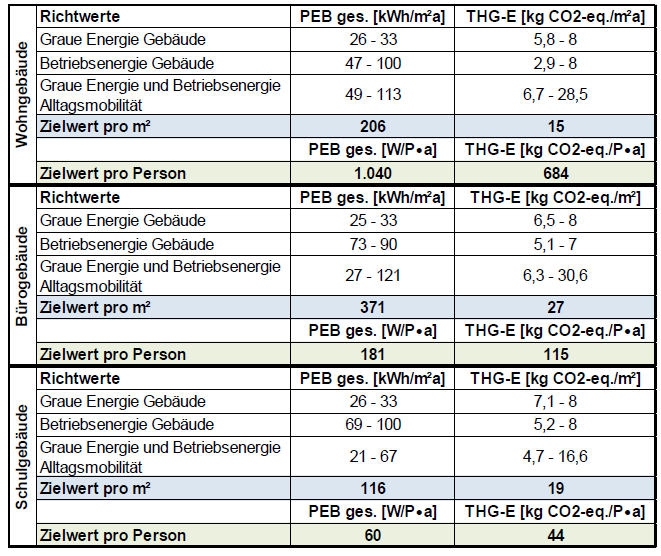 Wohngebäude
Richtwerte PEB ges. [kWh/m²a] THG-E [kg CO2-eq./m²a]
Graue Energie Gebäude 26 - 33 5,8 - 8
Betriebsenergie Gebäude 47 - 100 2,9 - 8
Graue Energie und Betriebsenergie
Alltagsmobilität 49 - 113 6,7 - 28,5
Zielwert pro m² 206 15
PEB ges. [W/P•a] THG-E [kg CO2-eq./P•a]
Zielwert pro Person 1.040 684
Bürogebäude
Richtwerte PEB ges. [kWh/m²a] THG-E [kg CO2-eq./m²]
Graue Energie Gebäude 25 - 33 6,5 - 8
Betriebsenergie Gebäude 73 - 90 5,1 - 7
Graue Energie und Betriebsenergie
Alltagsmobilität 27 - 121 6,3 - 30,6
Zielwert pro m² 371 27
PEB ges. [W/P•a] THG-E [kg CO2-eq./P•a]
Zielwert pro Person 181 115
Schulgebäude
Richtwerte PEB ges. [kWh/m²a] THG-E [kg CO2-eq./m²]
Graue Energie Gebäude 26 - 33 7,1 - 8
Betriebsenergie Gebäude 69 - 100 5,2 - 8
Graue Energie und Betriebsenergie
Alltagsmobilität 21 - 67 4,7 - 16,6
Zielwert pro m² 116 19
PEB ges. [W/P•a] THG-E [kg CO2-eq./P•a]
Zielwert pro Person 60 44